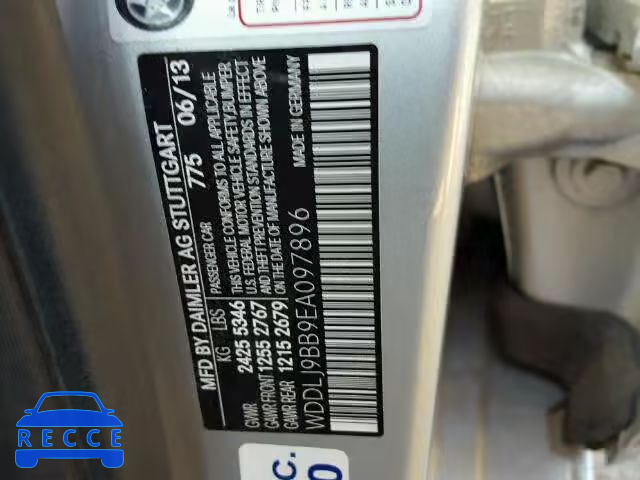 MFD BY DAIMLER AG STUTTGART
775 06/13
PASSENGER CAR
KG LBS
GVWR 2425 5346
GAWR FRONT 1255 2767
GAWR REAR 1215 2679
THIS VEHICLE CONFORMS TO ALL APPLICABLE
U.S. FEDERAL MOTOR VEHICLE SAFETY, BUMPER
AND THEFT PREVENTION STANDARDS IN EFFECT
ON THE DATE OF MANUFACTURE SHOWN ABOVE
MADE IN GERMANY
WDDLJ9BB9EA097896
C.
0
RECCE